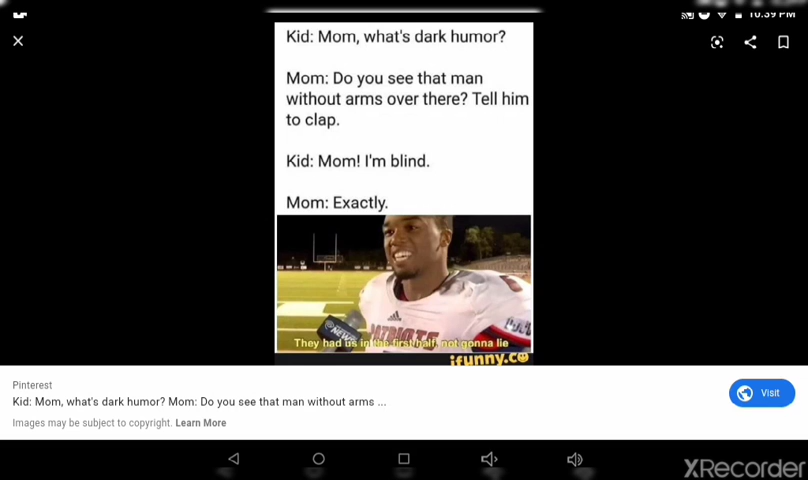 10:39 PM
Kid: Mom, what's dark humor?
Mom: Do you see that man
without arms over there? Tell him
to clap.
Kid: Mom! I'm blind.
Mom: Exactly.
NEWS
PATRIOTS
They had us in the first half, not gonna lie
ifunny.co
Pinterest
Kid: Mom, what's dark humor? Mom: Do you see that man without arms ...
Visit
Images may be subject to copyright. Learn More
XRecorder